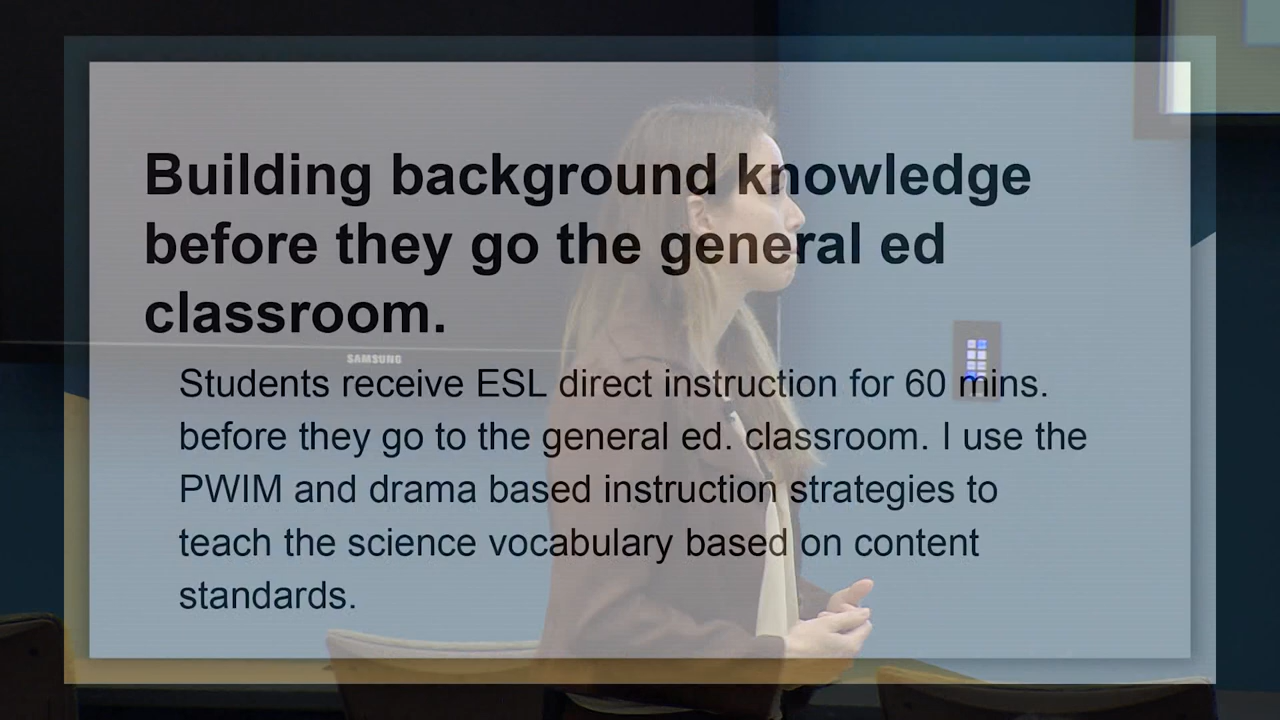 Building background knowledge
before they go the general ed
classroom.
SAMSUNG
Students receive ESL direct instruction for 60 mins.
before they go to the general ed. classroom. I use the
PWIM and drama based instruction strategies to
teach the science vocabulary based on content
standards.